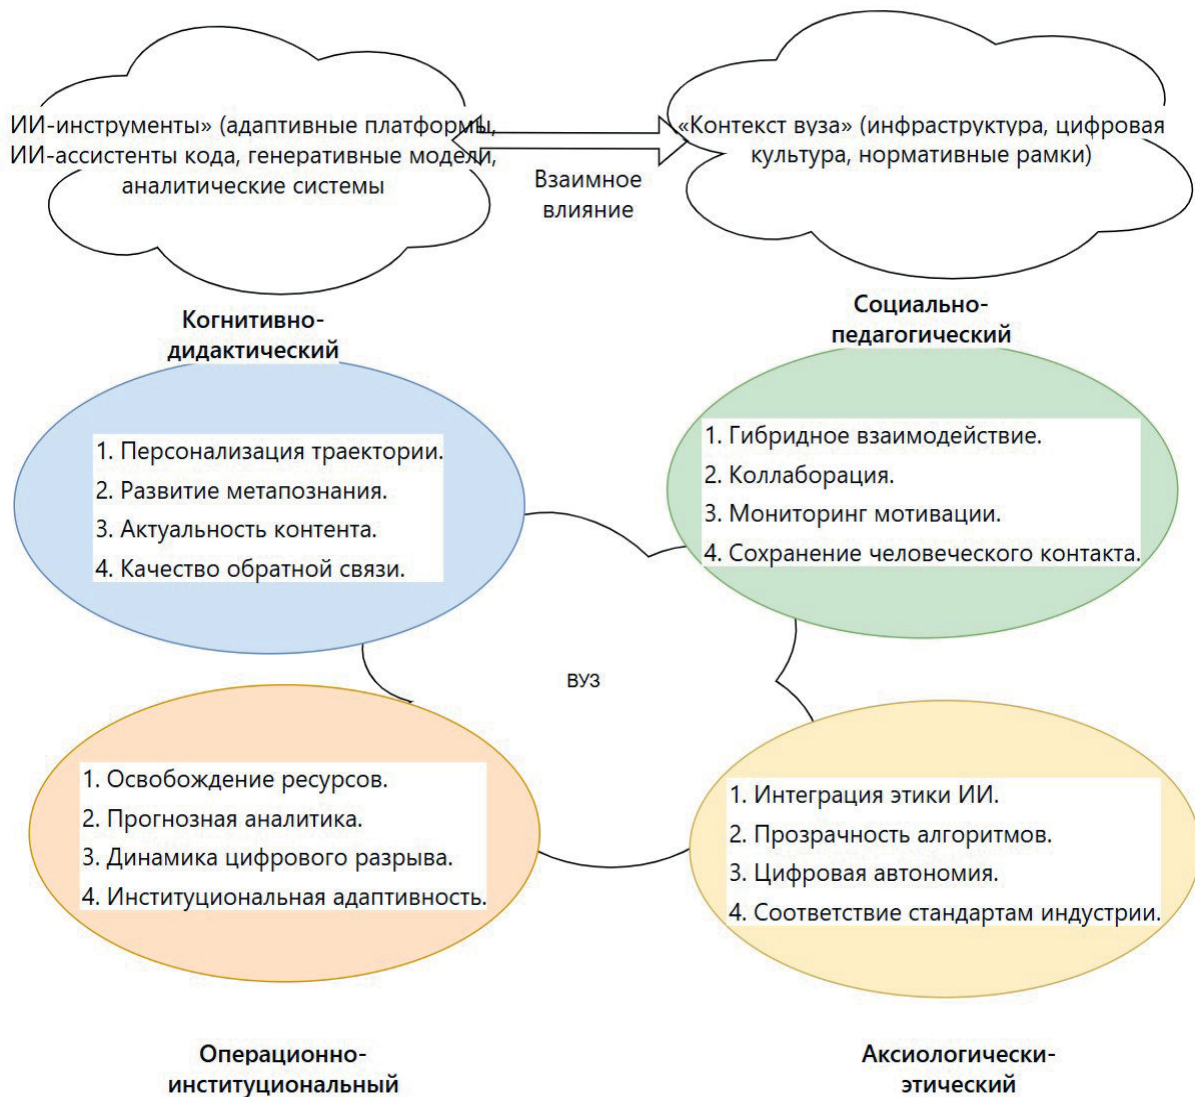 ИИ-инструменты» (адаптивные платформы,
ИИ-ассистенты кода, генеративные модели,
аналитические системы
Взаимное
влияние
«Контекст вуза» (инфраструктура, цифровая
культура, нормативные рамки)
Когнитивно-
дидактический
1. Персонализация траектории.
2. Развитие метапознания.
3. Актуальность контента.
4. Качество обратной связи.
Социально-
педагогический
1. Гибридное взаимодействие.
2. Коллаборация.
3. Мониторинг мотивации.
4. Сохранение человеческого контакта.
ВУЗ
1. Освобождение ресурсов.
2. Прогнозная аналитика.
3. Динамика цифрового разрыва.
4. Институциональная адаптивность.
Операционно-
институциональный
1. Интеграция этики ИИ.
2. Прозрачность алгоритмов.
3. Цифровая автономия.
4. Соответствие стандартам индустрии.
Аксиологически-
этический